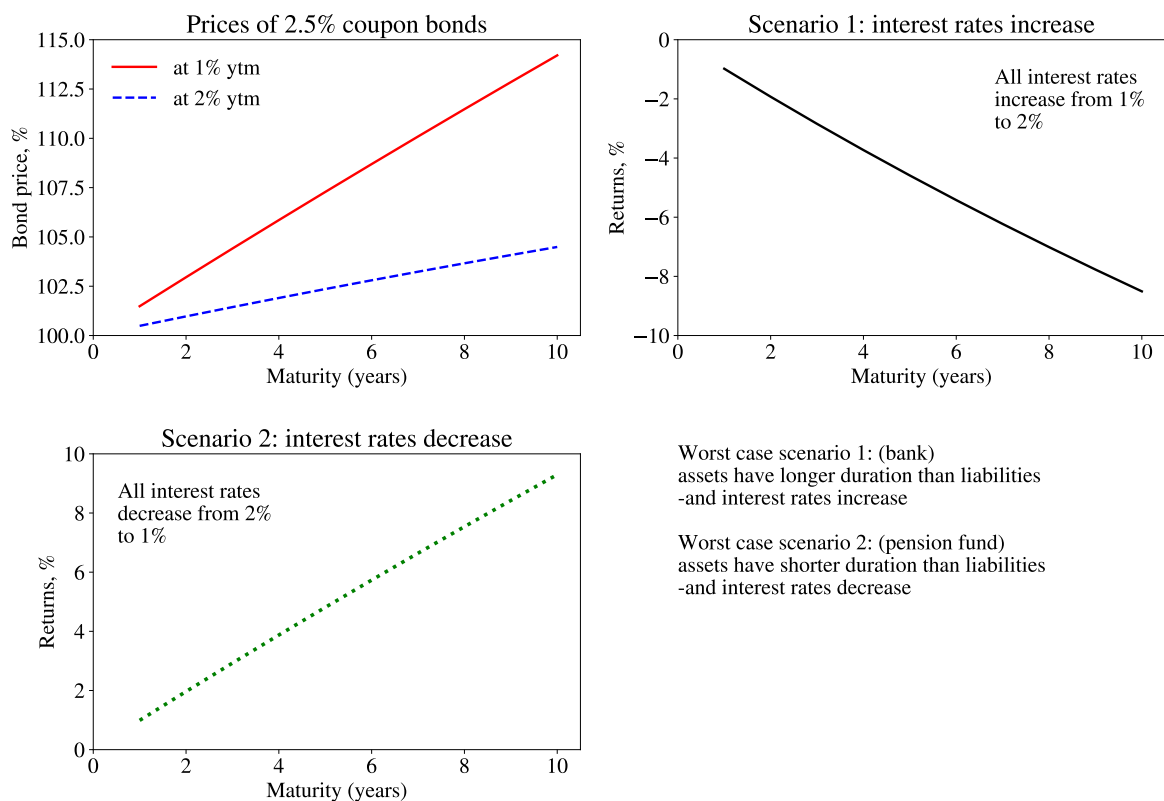 Prices of 2.5% coupon bonds
115.0
112.5
110.0
107.5
105.0
102.5
100.0
Bond price, %
at 1% ytm
at 2% ytm
0 2 4 6 8 10
Maturity (years)
Scenario 1: interest rates increase
0
−2
−4
−6
−8
−10
Returns, %
All interest rates
increase from 1%
to 2%
0 2 4 6 8 10
Maturity (years)
Scenario 2: interest rates decrease
10
8
6
4
2
0
Returns, %
All interest rates
decrease from 2%
to 1%
0 2 4 6 8 10
Maturity (years)
Worst case scenario 1: (bank)
assets have longer duration than liabilities
-and interest rates increase
Worst case scenario 2: (pension fund)
assets have shorter duration than liabilities
-and interest rates decrease